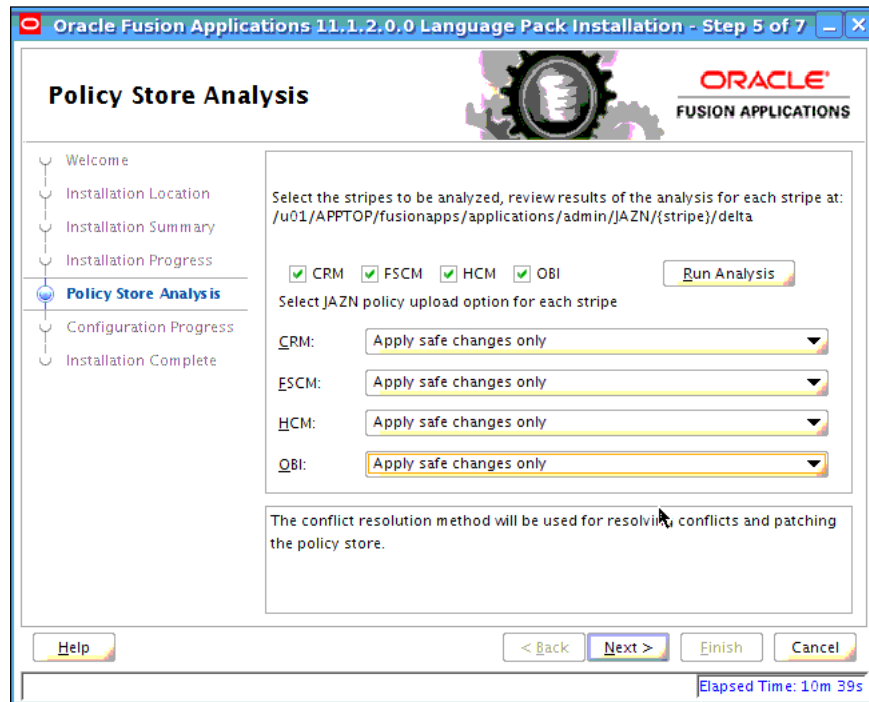 Oracle Fusion Applications 11.1.2.0.0 Language Pack Installation - Step 5 of 7
Policy Store Analysis
ORACLE
FUSION APPLICATIONS
Welcome
Installation Location
Installation Summary
Installation Progress
Policy Store Analysis
Configuration Progress
Installation Complete
Select the stripes to be analyzed, review results of the analysis for each stripe at:
/u01/APPTOP/fusionapps/applications/admin/JAZN/{stripe}/delta
CRM FSCM HCM OBI Run Analysis
Select JAZN policy upload option for each stripe
CRM: Apply safe changes only
FSCM: Apply safe changes only
HCM: Apply safe changes only
OBI: Apply safe changes only
The conflict resolution method will be used for resolving conflicts and patching
the policy store.
Help < Back Next > Finish Cancel
Elapsed Time: 10m 39s